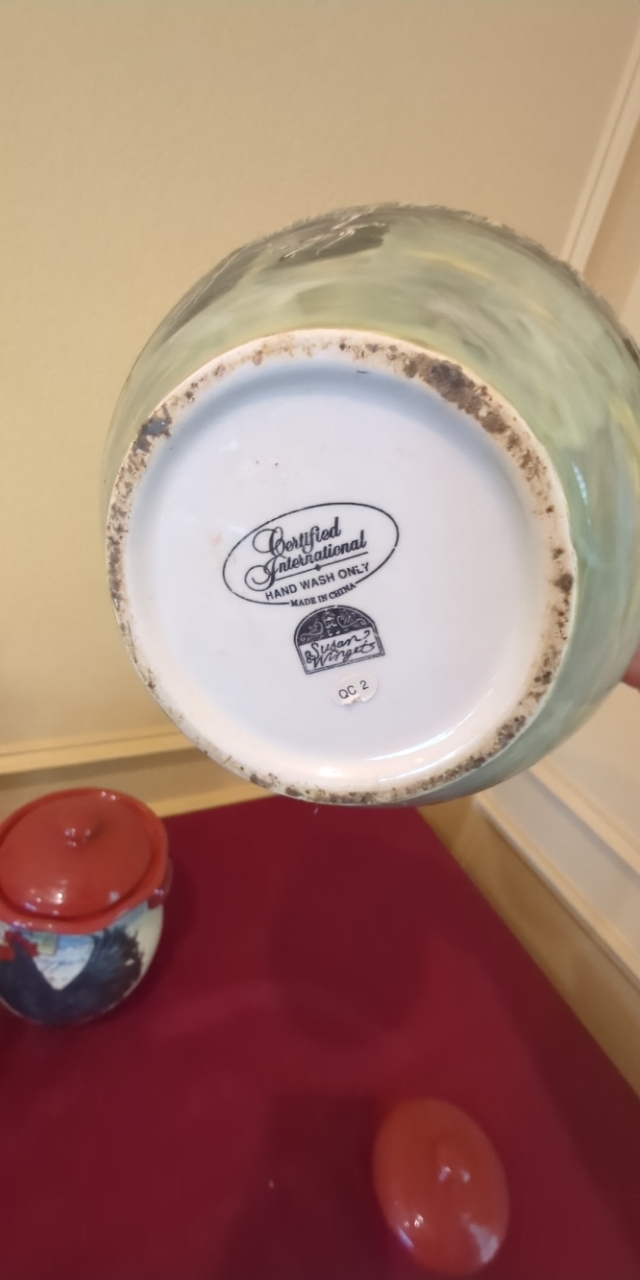 Certified
International
HAND WASH ONLY
MADE IN CHINA
Susan
Winget
QC 2